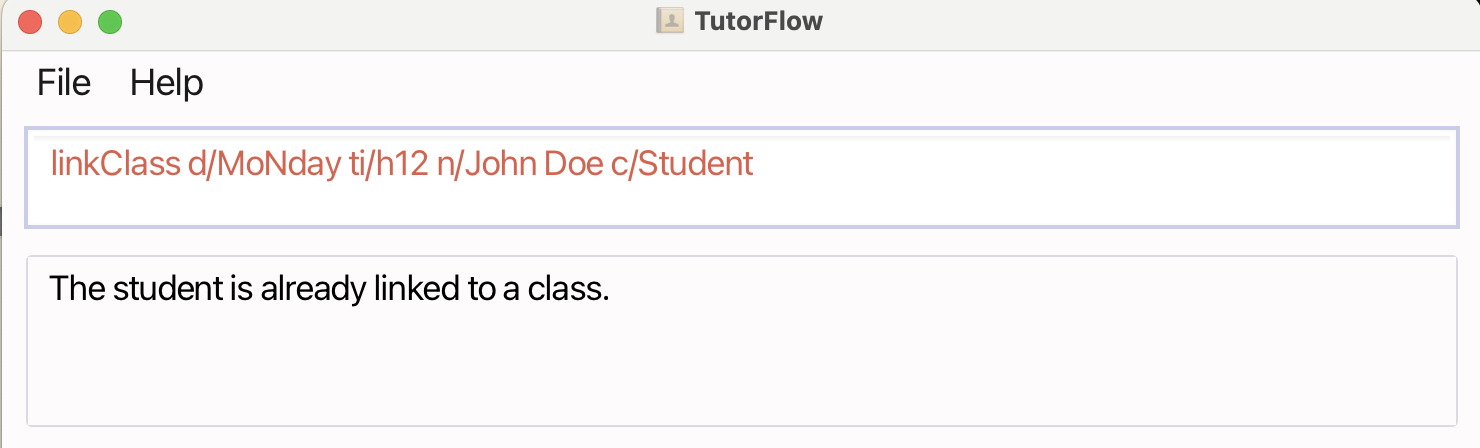 TutorFlow
File Help
linkClass d/MoNday ti/h12 n/John Doe c/Student
The student is already linked to a class.